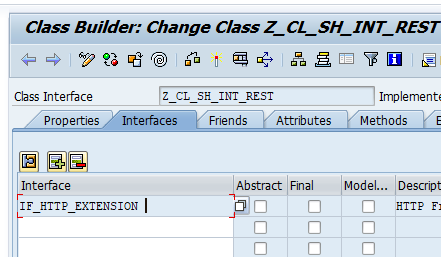 Class Builder: Change Class Z_CL_SH_INT_REST
Class Interface Z_CL_SH_INT_REST Implemente
Properties Interfaces Friends Attributes Methods E
Interface Abstract Final Model... Descript
IF_HTTP_EXTENSION HTTP Fr